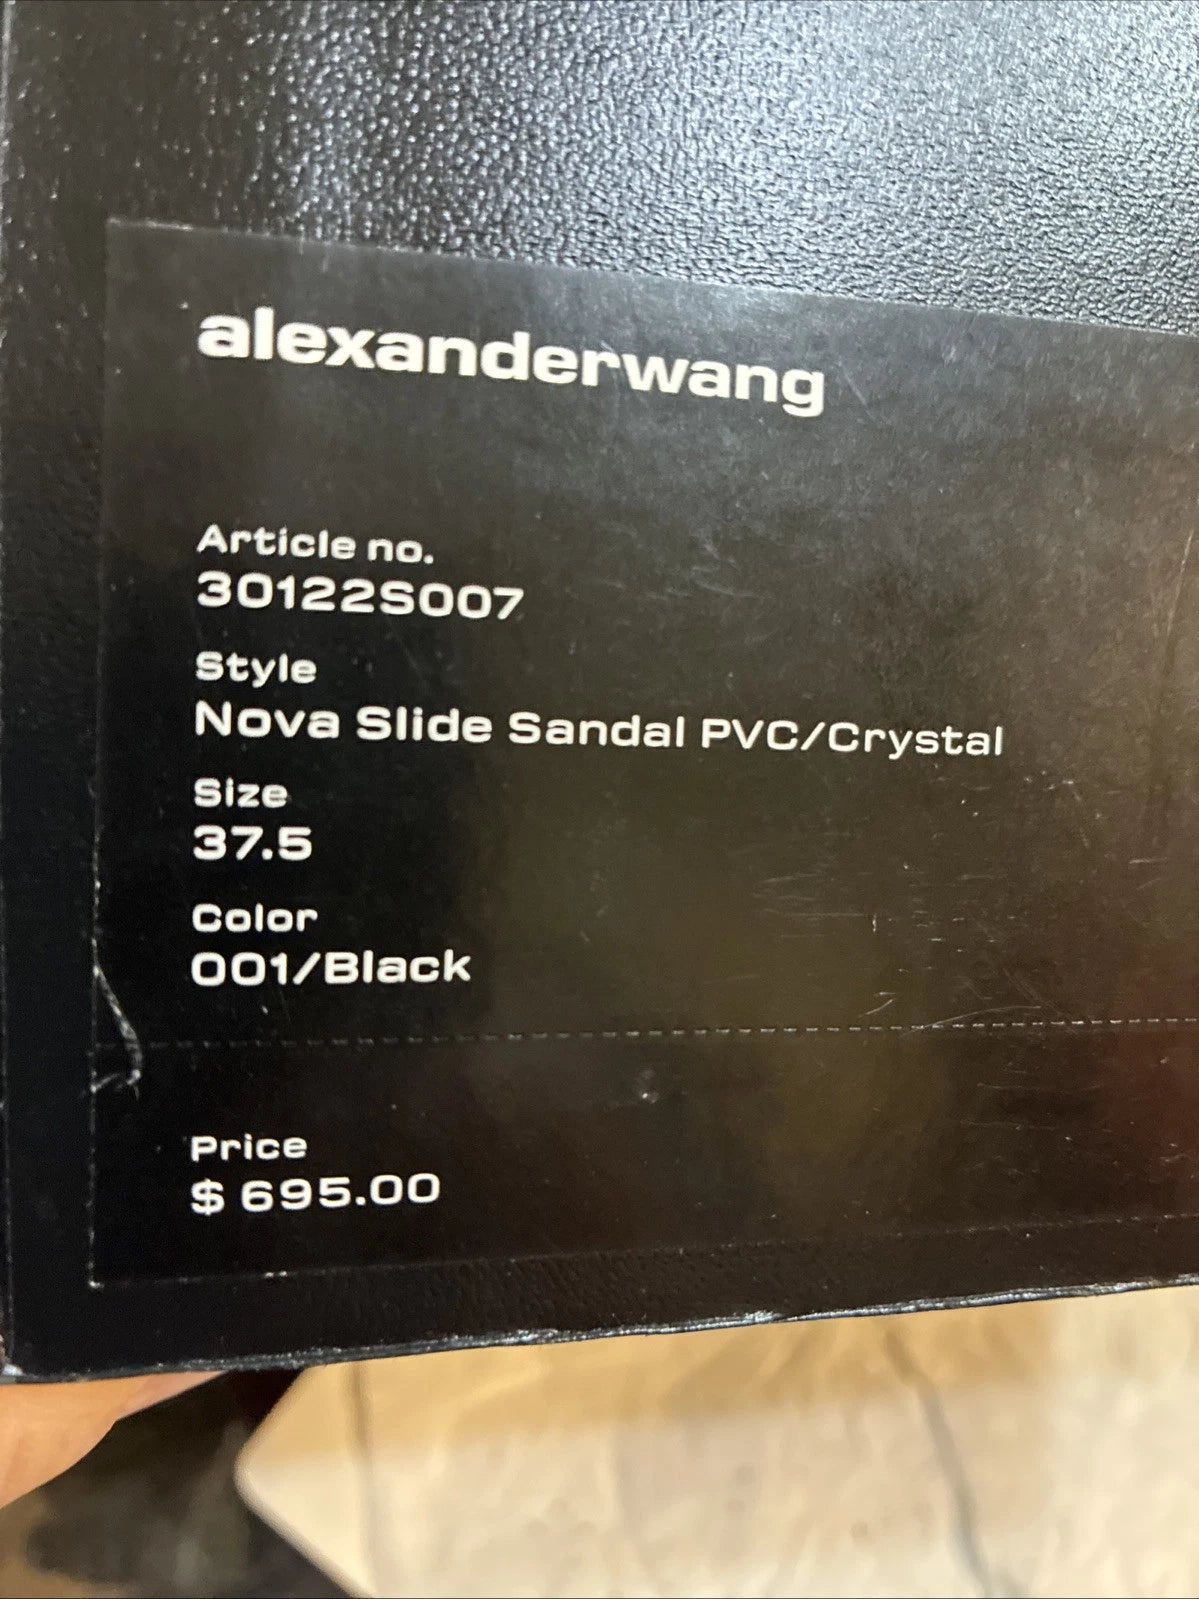 alexanderwang
Article no.
30122S007
Style
Nova Slide Sandal PVC/Crystal
Size
37.5
Color
001/Black
Price
$ 695.00